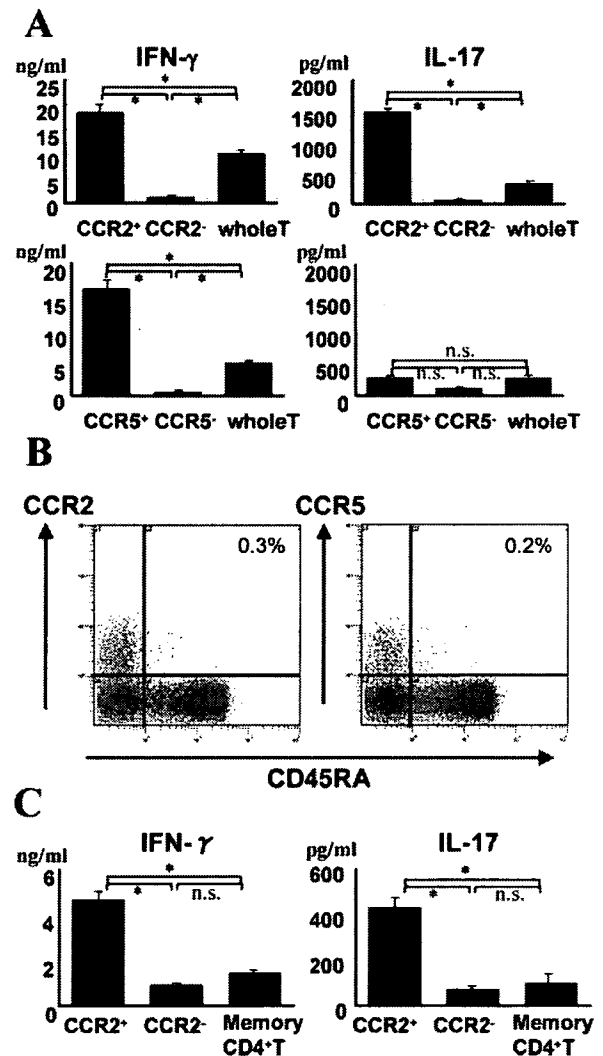 A
IFN-γ IL-17
ng/ml pg/ml
25 2000
20 1500
15 1000
10 500
5 0
0
* * *
* * *
CCR2⁺ CCR2⁻ wholeT CCR2⁺ CCR2⁻ wholeT
ng/ml pg/ml
20 2000
15 1500
10 1000
5 500
0 0
* * *
n.s. n.s. n.s.
CCR5⁺ CCR5⁻ wholeT CCR5⁺ CCR5⁻ wholeT
B
CCR2 CCR5
0.3% 0.2%
CD45RA
C
IFN-γ IL-17
ng/ml pg/ml
6 600
4 400
2 200
0 0
* * n.s.
* * n.s.
CCR2⁺ CCR2⁻ Memory CCR2⁺ CCR2⁻ Memory
CD4⁺T CD4⁺T